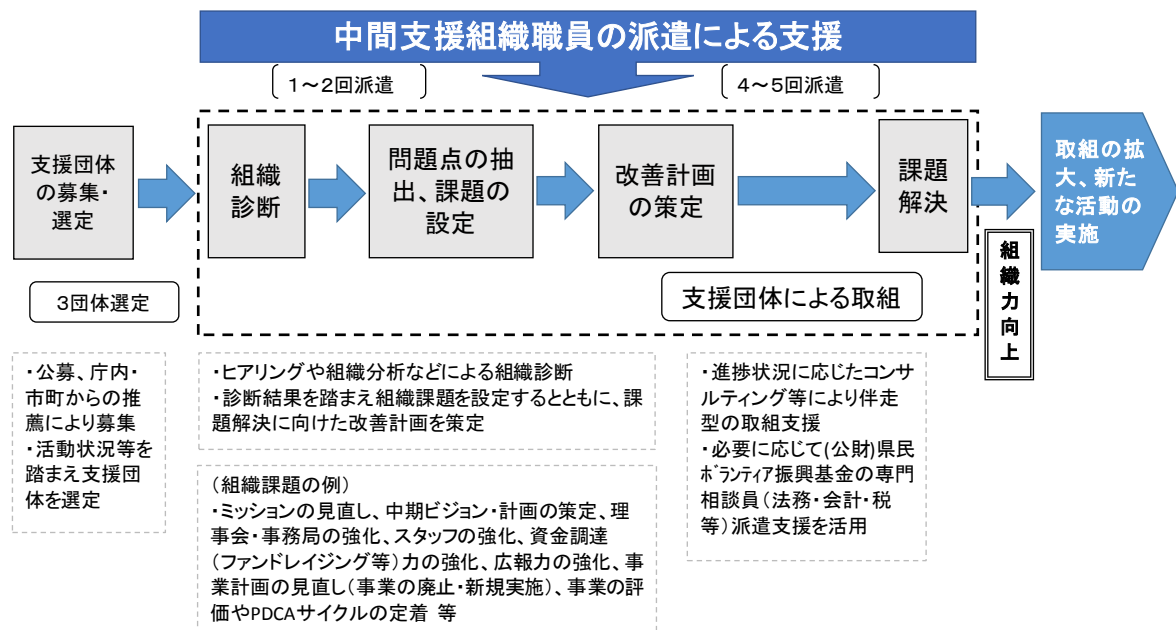 中間支援組織職員の派遣による支援
1～2回派遣
4～5回派遣
支援団体
の募集・
選定
組織
診断
問題点の抽
出、課題の
設定
改善計画
の策定
課題
解決
取組の拡
大、新た
な活動の
実施
組織力向上
3団体選定
支援団体による取組
・公募、庁内・
市町からの推
薦により募集
・活動状況等を
踏まえ支援団
体を選定
・ヒアリングや組織分析などによる組織診断
・診断結果を踏まえ組織課題を設定するとともに、課
題解決に向けた改善計画を策定
（組織課題の例）
・ミッションの見直し、中期ビジョン・計画の策定、理
事会・事務局の強化、スタッフの強化、資金調達
（ファンドレイジング等）力の強化、広報力の強化、事
業計画の見直し（事業の廃止・新規実施）、事業の評
価やPDCAサイクルの定着 等
・進捗状況に応じたコンサ
ルティング等により伴走
型の取組支援
・必要に応じて(公財)県民
ﾎﾞﾗﾝﾃｨｱ振興基金の専門
相談員（法務・会計・税
等）派遣支援を活用